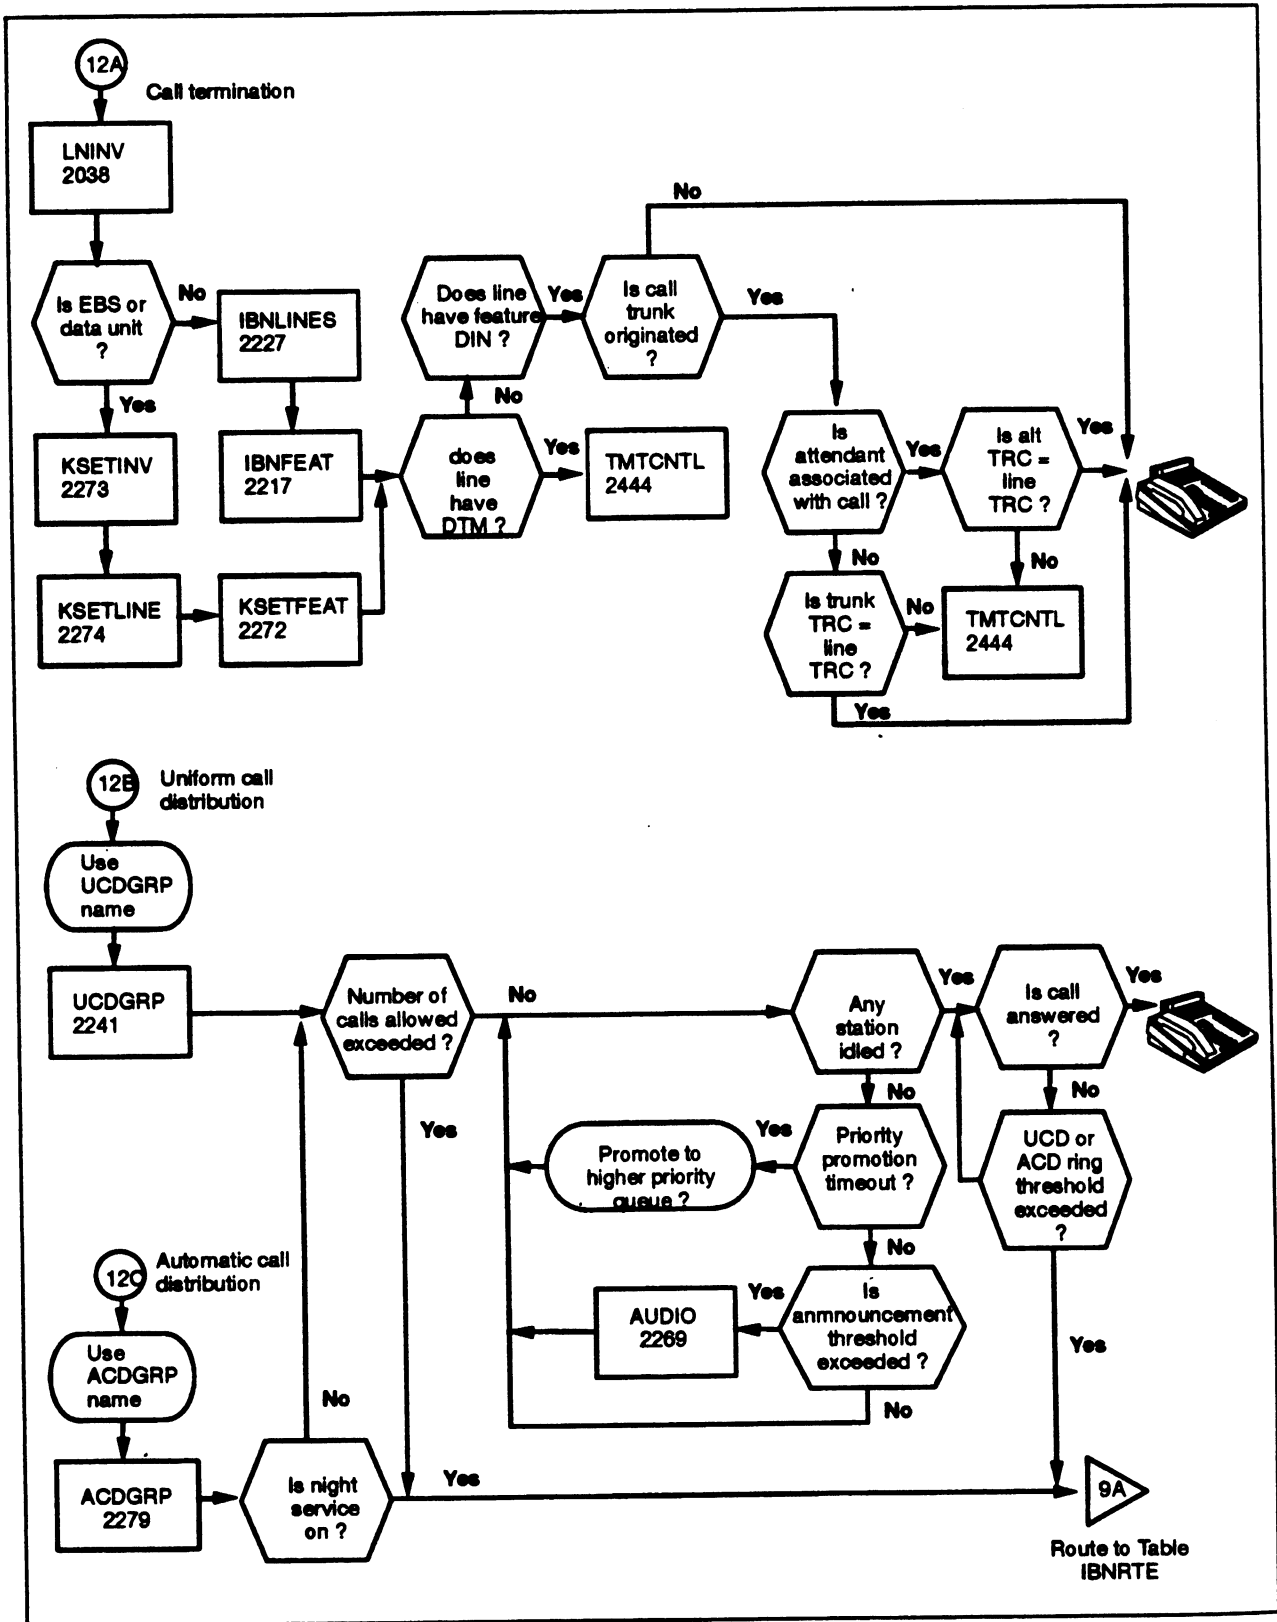 12A
Call termination
LNINV
2038
Is EBS or
data unit
?
No
Yes
IBNLINES
2227
IBNFEAT
2217
KSETINV
2273
KSETLINE
2274
KSETFEAT
2272
does
line
have
DTM ?
No
Yes
TMTCNTL
2444
Does line
have feature
DIN ?
Yes
Is call
trunk
originated
?
No
Yes
Is
attendant
associated
with call ?
Yes
No
Is alt
TRC =
line
TRC ?
Yes
No
Is trunk
TRC =
line
TRC ?
No
Yes
TMTCNTL
2444
12B
Uniform call
distribution
Use
UCDGRP
name
UCDGRP
2241
Number of
calls allowed
exceeded ?
No
Yes
Any
station
idled ?
Yes
No
Is call
answered
?
Yes
No
Priority
promotion
timeout ?
Yes
No
Promote to
higher priority
queue ?
UCD or
ACD ring
threshold
exceeded
?
Yes
12C
Automatic call
distribution
Use
ACDGRP
name
ACDGRP
2279
Is night
service
on ?
No
Yes
AUDIO
2269
Yes
Is
anmnouncement
threshold
exceeded ?
No
9A
Route to Table
IBNRTE